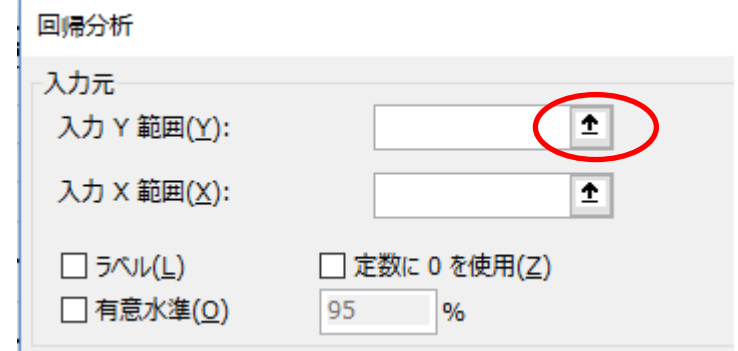 回帰分析
入力元
入力 Y 範囲(Y):
入力 X 範囲(X):
ラベル(L) 定数に 0 を使用(Z)
有意水準(O) 95 %